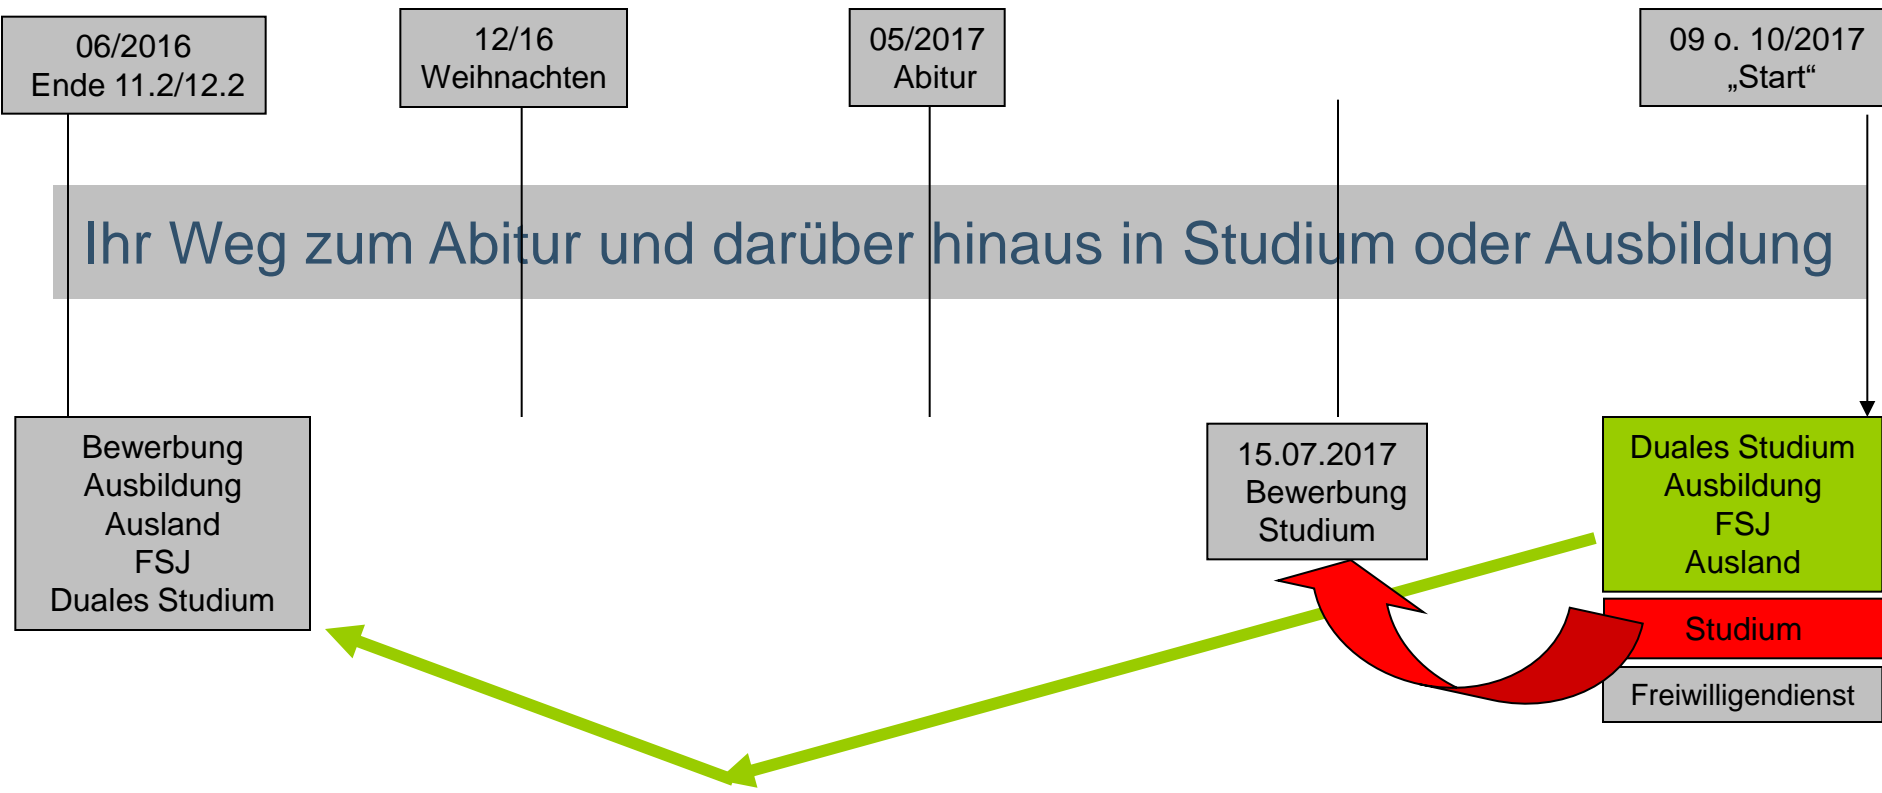 06/2016
Ende 11.2/12.2
12/16
Weihnachten
05/2017
Abitur
09 o. 10/2017
„Start“
Ihr Weg zum Abitur und darüber hinaus in Studium oder Ausbildung
Bewerbung
Ausbildung
Ausland
FSJ
Duales Studium
15.07.2017
Bewerbung
Studium
Duales Studium
Ausbildung
FSJ
Ausland
Studium
Freiwilligendienst